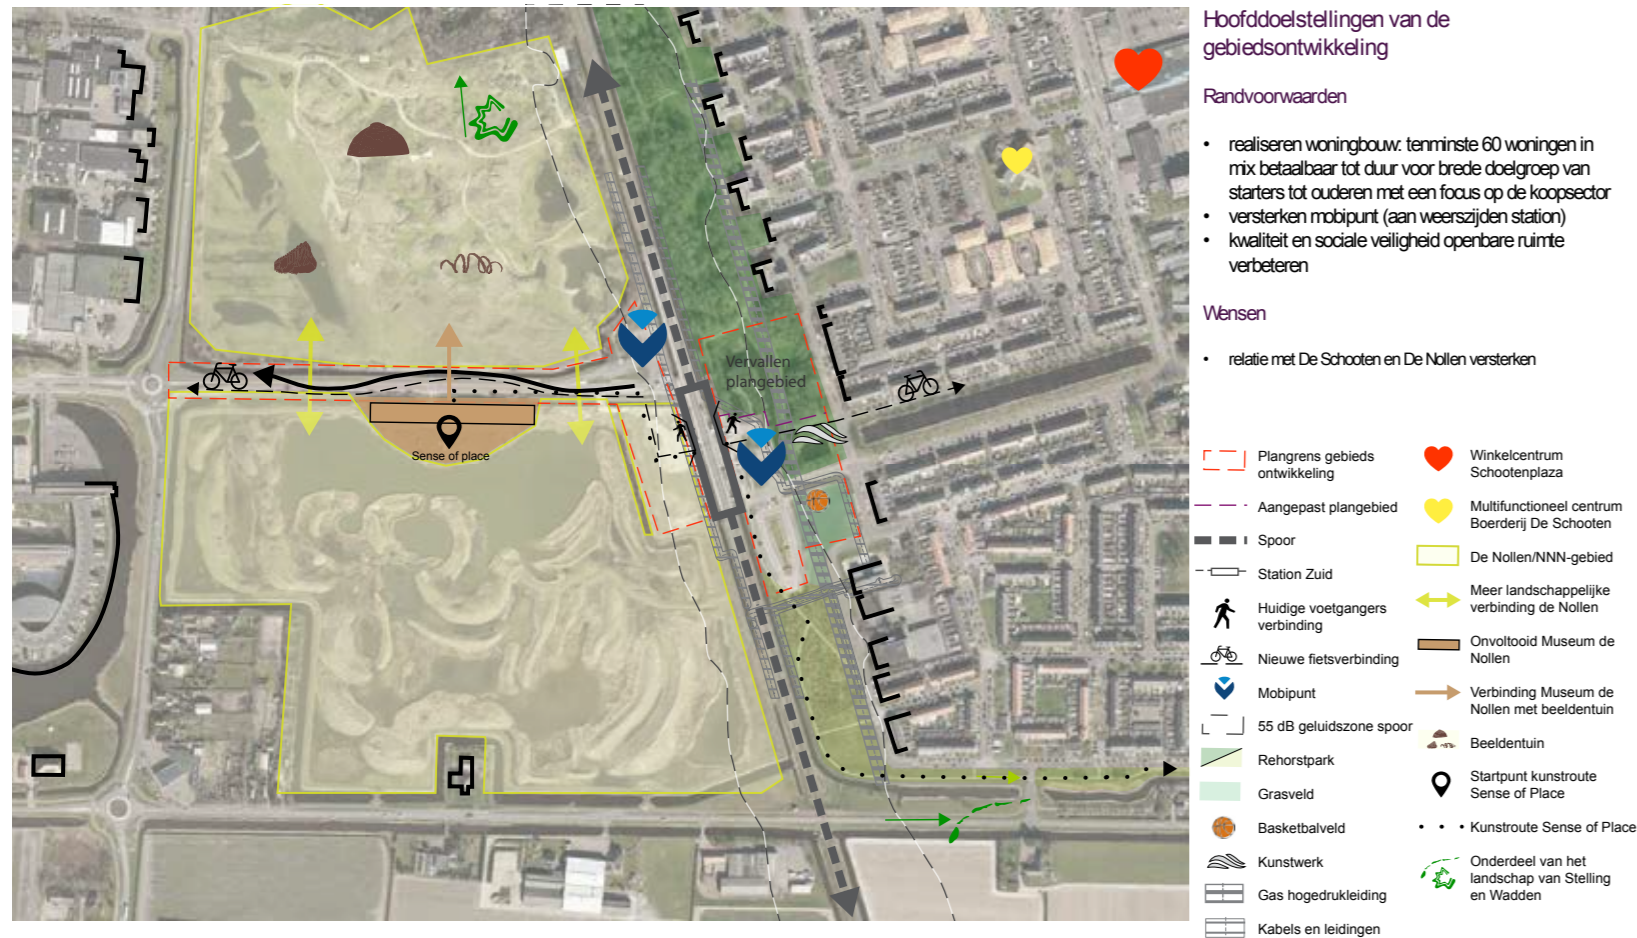 Hoofddoelstellingen van de
gebiedsontwikkeling
Randvoorwaarden
• realiseren woningbouw: tenminste 60 woningen in
mix betaalbaar tot duur voor brede doelgroep van
starters tot ouderen met een focus op de koopsector
• versterken mobipunt (aan weerszijden station)
• kwaliteit en sociale veiligheid openbare ruimte
verbeteren
Wensen
• relatie met De Schooten en De Nollen versterken
Vervallen
plangebied
Sense of place
Plangrens gebieds
ontwikkeling
Aangepast plangebied
Spoor
Station Zuid
Huidige voetgangers
verbinding
Nieuwe fietsverbinding
Mobipunt
55 dB geluidszone spoor
Rehorstpark
Grasveld
Basketbalveld
Kunstwerk
Gas hogedrukleiding
Kabels en leidingen
Winkelcentrum
Schootenplaza
Multifunctioneel centrum
Boerderij De Schooten
De Nollen/NNN-gebied
Meer landschappelijke
verbinding de Nollen
Onvoltooid Museum de
Nollen
Verbinding Museum de
Nollen met beeldentuin
Beeldentuin
Startpunt kunstroute
Sense of Place
Kunstroute Sense of Place
Onderdeel van het
landschap van Stelling
en Wadden